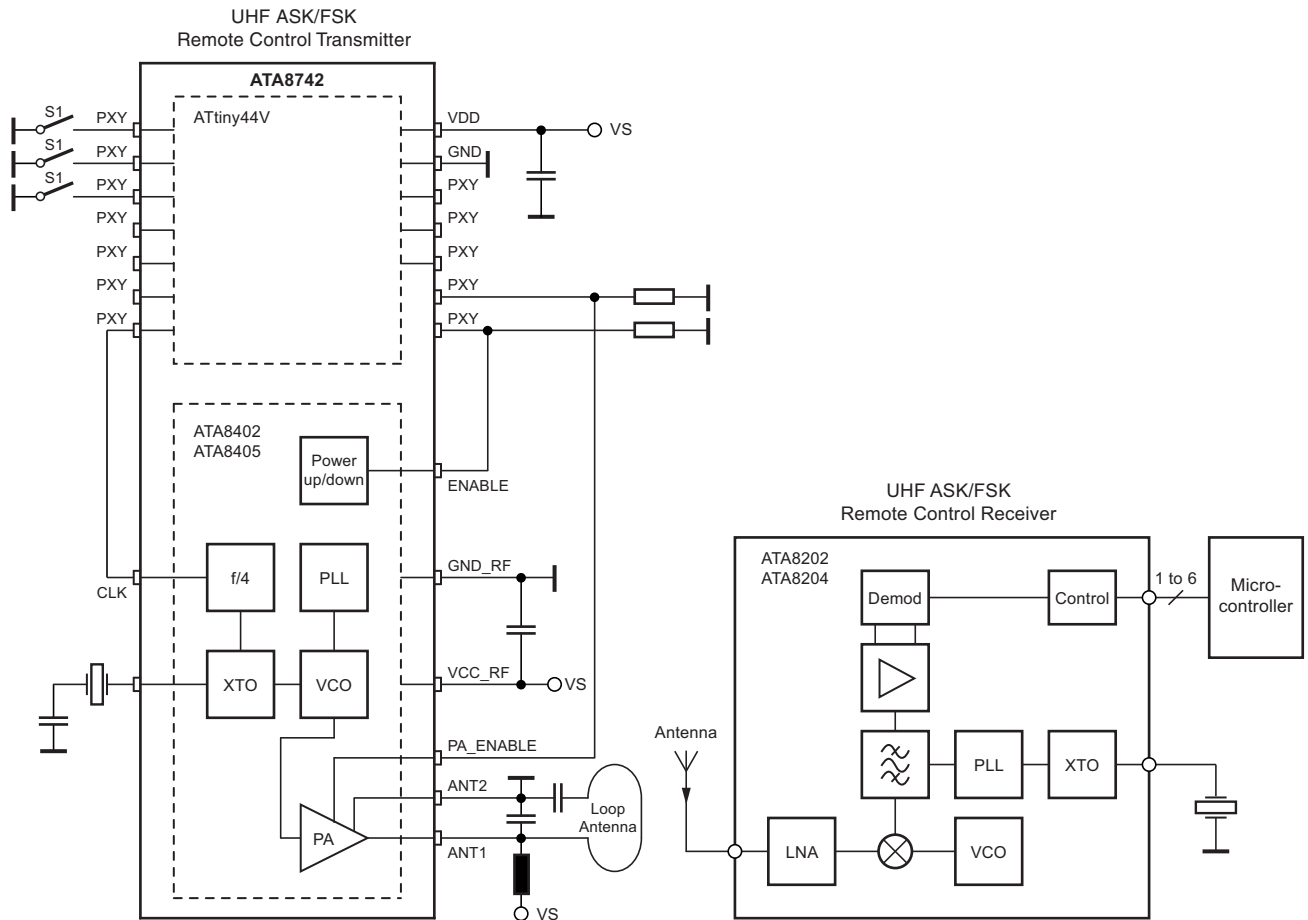 UHF ASK/FSK
Remote Control Transmitter
ATA8742
ATtiny44V
S1
PXY
S1
PXY
S1
PXY
PXY
PXY
PXY
PXY
VDD
VS
GND
PXY
PXY
PXY
PXY
PXY
ATA8402
ATA8405
Power
up/down
ENABLE
f/4
PLL
CLK
GND_RF
XTO
VCO
VCC_RF
VS
PA_ENABLE
ANT2
PA
ANT1
Loop
Antenna
VS
UHF ASK/FSK
Remote Control Receiver
ATA8202
ATA8204
Demod
Control
1 to 6
Micro-
controller
Antenna
PLL
XTO
LNA
VCO